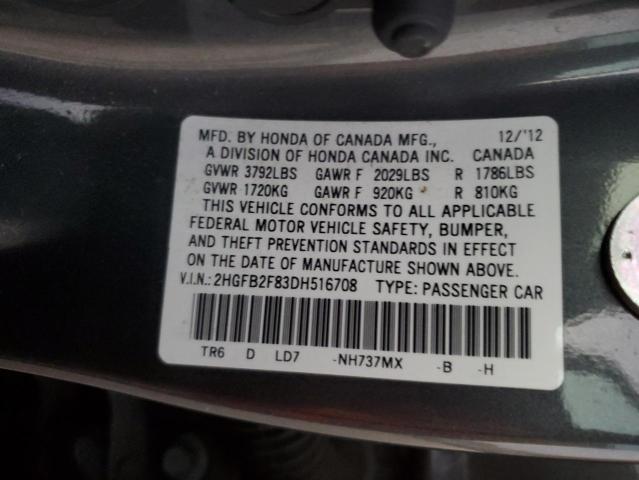 MFD. BY HONDA OF CANADA MFG., 12/'12
A DIVISION OF HONDA CANADA INC. CANADA
GVWR 3792LBS GAWR F 2029LBS R 1786LBS
GVWR 1720KG GAWR F 920KG R 810KG
THIS VEHICLE CONFORMS TO ALL APPLICABLE
FEDERAL MOTOR VEHICLE SAFETY, BUMPER,
AND THEFT PREVENTION STANDARDS IN EFFECT
ON THE DATE OF MANUFACTURE SHOWN ABOVE.
V.I.N.: 2HGFB2F83DH516708 TYPE: PASSENGER CAR
TR6 D LD7 -NH737MX -B -H